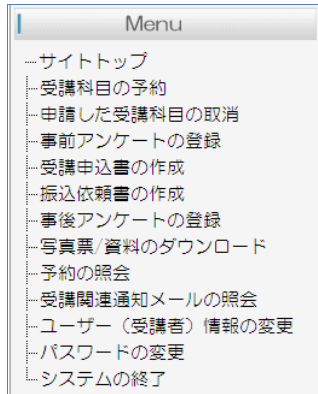 Menu
サイトトップ
受講科目の予約
申請した受講科目の取消
事前アンケートの登録
受講申込書の作成
振込依頼書の作成
事後アンケートの登録
写真票/資料のダウンロード
予約の照会
受講関連通知メールの照会
ユーザー（受講者）情報の変更
パスワードの変更
システムの終了